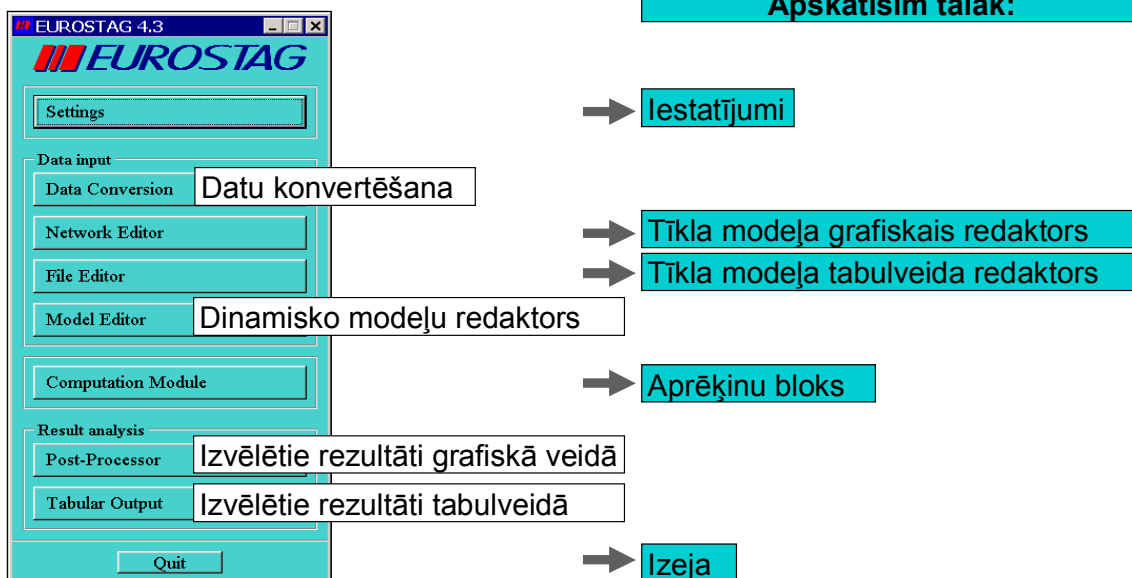 Apskatīsim tālāk:
EUROSTAG 4.3
EUROSTAG
Settings
Iestatījumi
Data input
Data Conversion
Datu konvertēšana
Network Editor
Tīkla modeļa grafiskais redaktors
File Editor
Tīkla modeļa tabulveida redaktors
Model Editor
Dinamisko modeļu redaktors
Computation Module
Aprēķinu bloks
Result analysis
Post-Processor
Izvēlētie rezultāti grafiskā veidā
Tabular Output
Izvēlētie rezultāti tabulveidā
Quit
Izeja